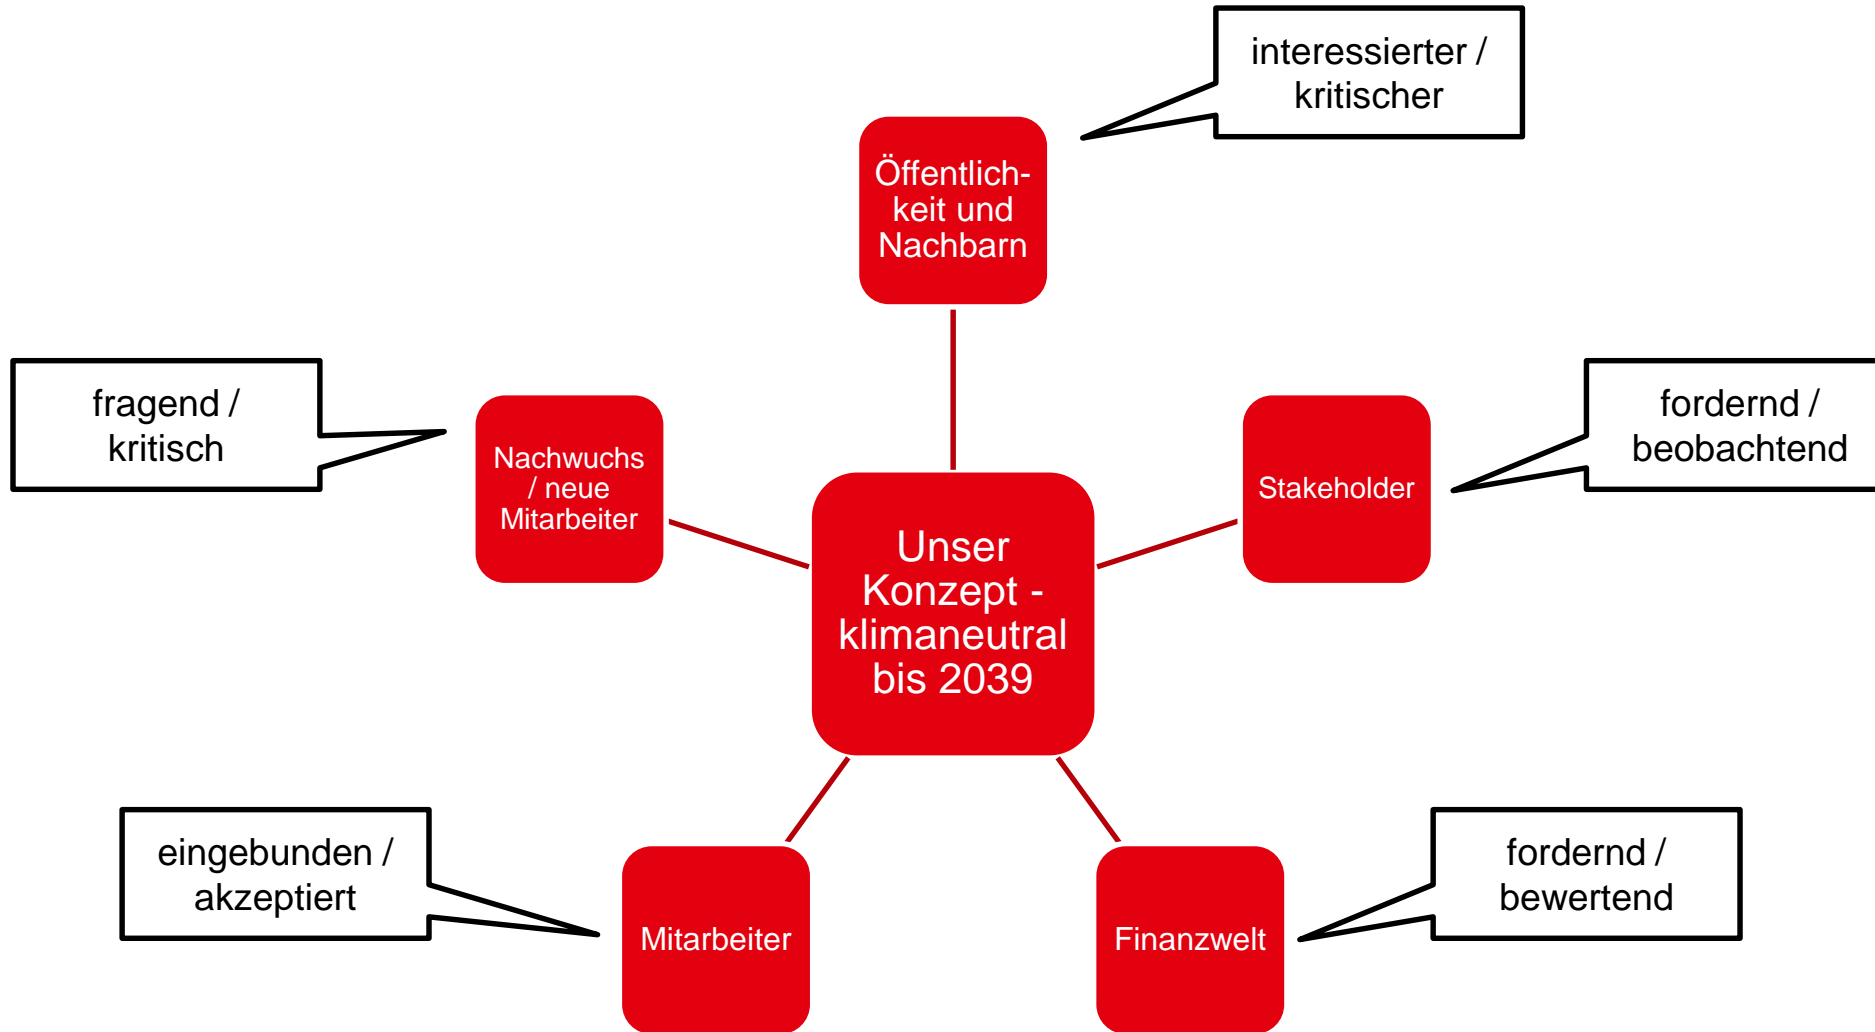 interessierter /
kritischer
Öffentlich-
keit und
Nachbarn
fragend /
kritisch
Nachwuchs
/ neue
Mitarbeiter
Stakeholder
fordernd /
beobachtend
Unser
Konzept -
klimaneutral
bis 2039
eingebunden /
akzeptiert
Mitarbeiter
Finanzwelt
fordernd /
bewertend